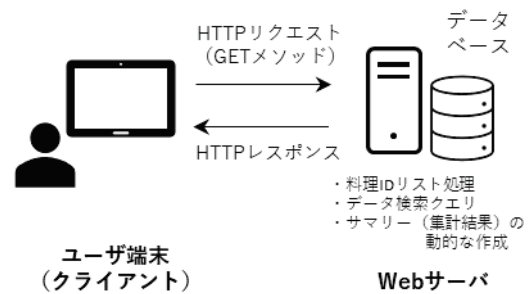 HTTPリクエスト
（GETメソッド）
データ
ベース
HTTPレスポンス
・料理IDリスト処理
・データ検索クエリ
・サマリー（集計結果）の
動的な作成
ユーザ端末
（クライアント）
Webサーバ